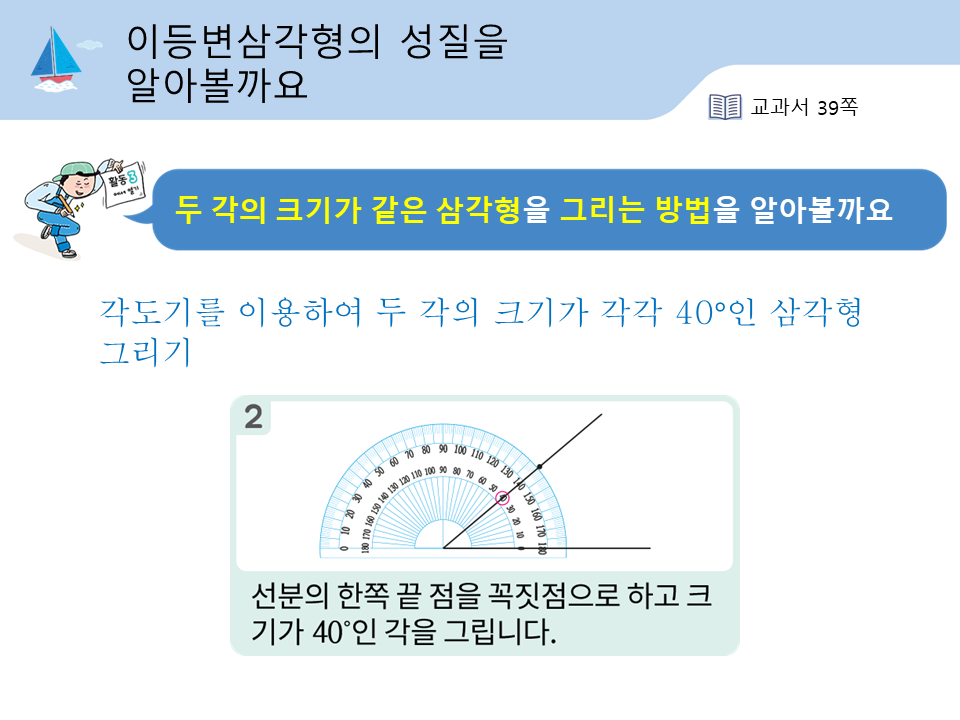 이등변삼각형의 성질을
알아볼까요
교과서 39쪽
활동 3
두 각의 크기가 같은 삼각형을 그리는 방법을 알아볼까요
각도기를 이용하여 두 각의 크기가 각각 40°인 삼각형
그리기
2
0 10 20 30 40 50 60 70 80 90 100 110 120 130 140 150 160 170 180
180 170 160 150 140 130 120 110 100 90 80 70 60 50 40 30 20 10 0
선분의 한쪽 끝 점을 꼭짓점으로 하고 크
기가 40°인 각을 그립니다.